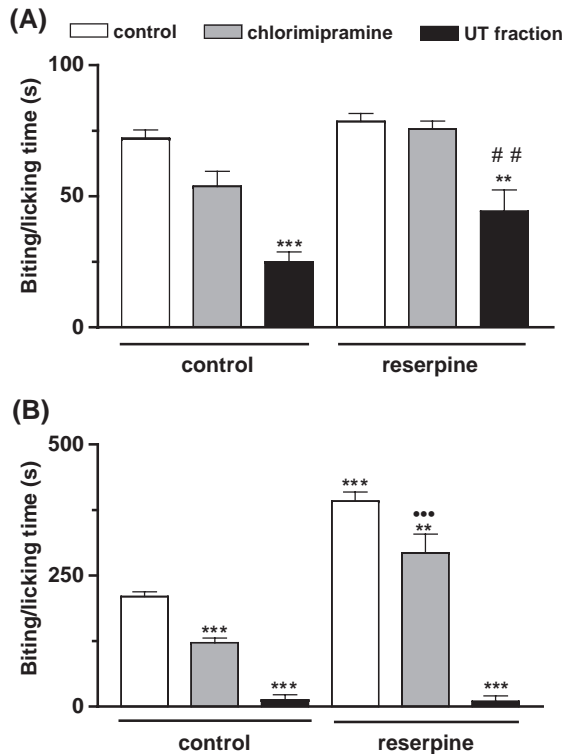 (A)
control chlorimipramine UT fraction
100
# #
**
50
***
0
Biting/licking time (s)
control reserpine
(B)
500
***
•••
**
250
***
*** ***
0
Biting/licking time (s)
control reserpine